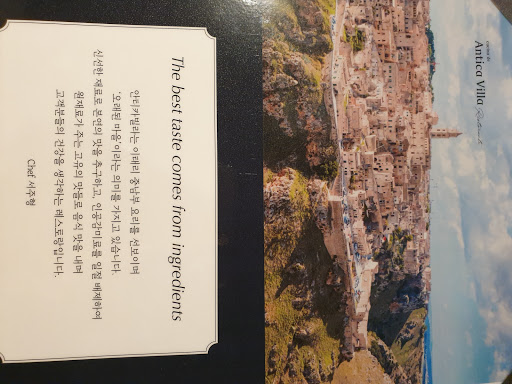 Antica Villa
The best taste comes from ingredients
안티카빌라는 이태리 중남부 요리를 선보이며
'오래된 마을'이라는 의미를 가지고 있습니다.
신선한 재료로 본연의 맛을 추구하고, 인공감미료를 일절 배제하여
원재료가 주는 고유의 맛들로 음식 맛을 내며
고객분들의 건강을 생각하는 레스토랑입니다.
Chef 서주형